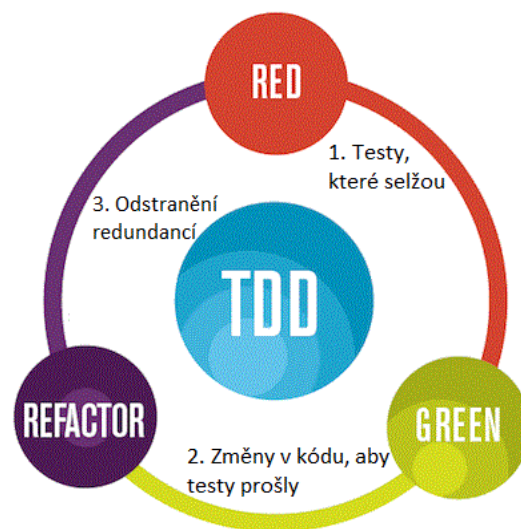 RED
1. Testy,
které selžou
3. Odstranění
redundancí
TDD
REFACTOR
GREEN
2. Změny v kódu, aby
testy prošly